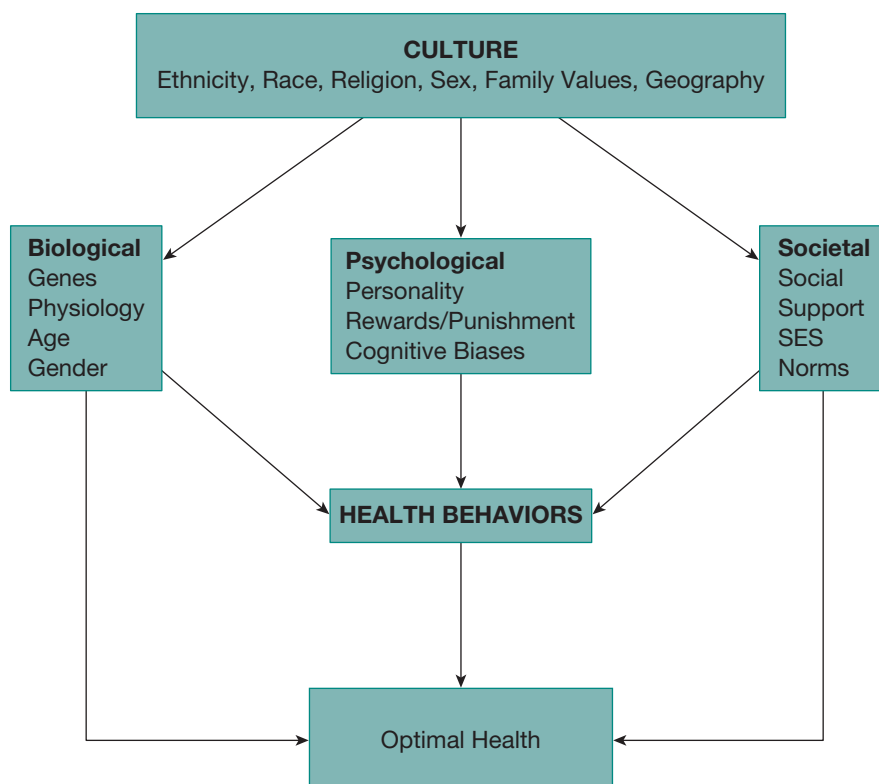 CULTURE
Ethnicity, Race, Religion, Sex, Family Values, Geography
Biological
Genes
Physiology
Age
Gender
Psychological
Personality
Rewards/Punishment
Cognitive Biases
Societal
Social
Support
SES
Norms
HEALTH BEHAVIORS
Optimal Health